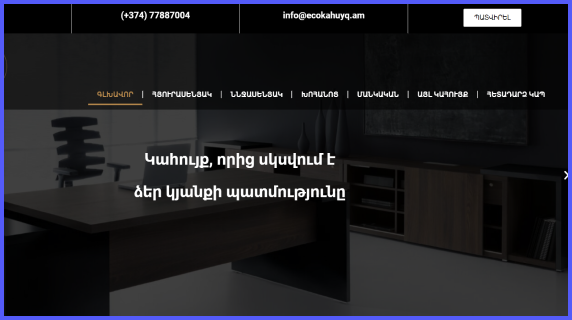 (+374) 77887004
info@ecokahuyq.am
ՊԱՏՎԻՐԵԼ
ԳԼԽԱՎՈՐ | ՀՅՈՒՐԱՍԵՆՅԱԿ | ՆՆՋԱՍԵՆՅԱԿ | ԽՈՀԱՆՈՑ | ՄԱՆԿԱԿԱՆ | ԱՅԼ ԿԱՀՈՒՅՔ | ՀԵՏԱԴԱՐՁ ԿԱՊ
Կահույք, որից սկսվում է
ձեր կյանքի պատմությունը